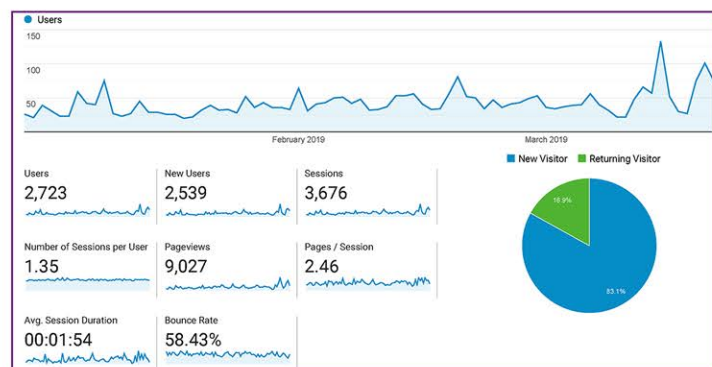 Users
150
100
50
February 2019
March 2019
Users
2,723
New Users
2,539
Sessions
3,676
New Visitor Returning Visitor
16.9%
83.1%
Number of Sessions per User
1.35
Pageviews
9,027
Pages / Session
2.46
Avg. Session Duration
00:01:54
Bounce Rate
58.43%